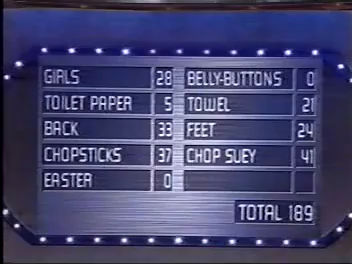 GIRLS 28 BELLY-BUTTONS 0
TOILET PAPER 5 TOWEL 21
BACK 33 FEET 24
CHOPSTICKS 37 CHOP SUEY 41
EASTER 0
TOTAL 189